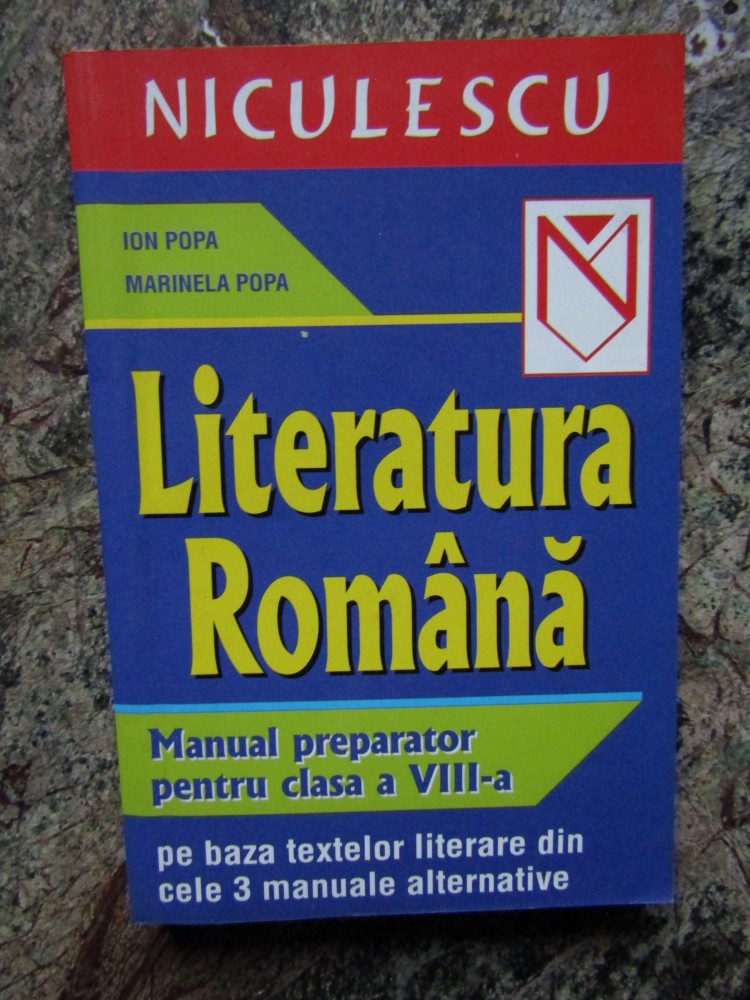 NICULESCU
ION POPA
MARINELA POPA
Literatura
Română
Manual preparator
pentru clasa a VIII-a
pe baza textelor literare din
cele 3 manuale alternative